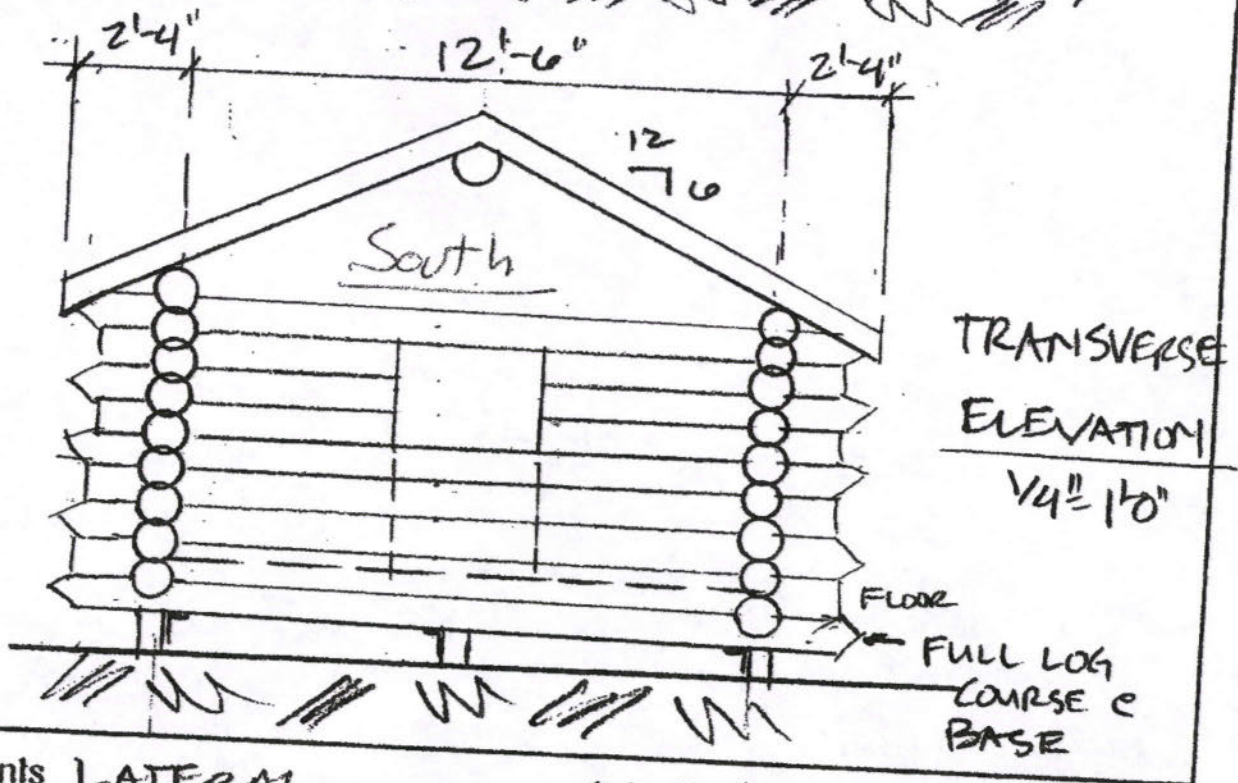 2'-4" 12'-6" 2'-4"
12
6
South
TRANSVERSE
ELEVATION
1/4"=1'0"
FLOOR
FULL LOG
COURSE @
BASE
nts LATERAL